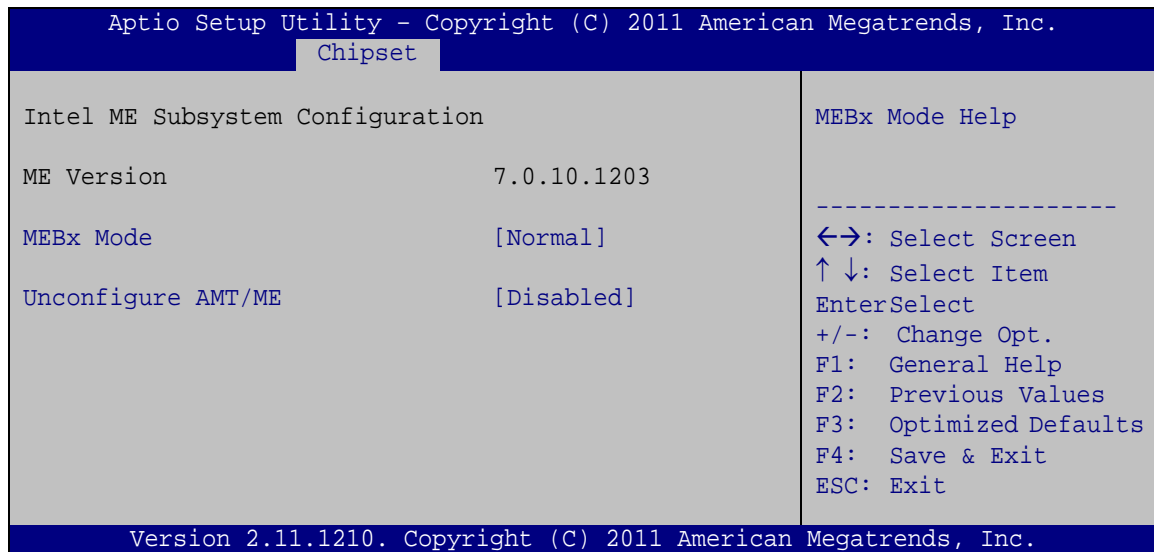 Aptio Setup Utility – Copyright (C) 2011 American Megatrends, Inc.
Chipset
Intel ME Subsystem Configuration
ME Version 7.0.10.1203
MEBx Mode [Normal]
Unconfigure AMT/ME [Disabled]
MEBx Mode Help
---------------------
←→: Select Screen
↑ ↓: Select Item
EnterSelect
+/-: Change Opt.
F1: General Help
F2: Previous Values
F3: Optimized Defaults
F4: Save & Exit
ESC: Exit
Version 2.11.1210. Copyright (C) 2011 American Megatrends, Inc.